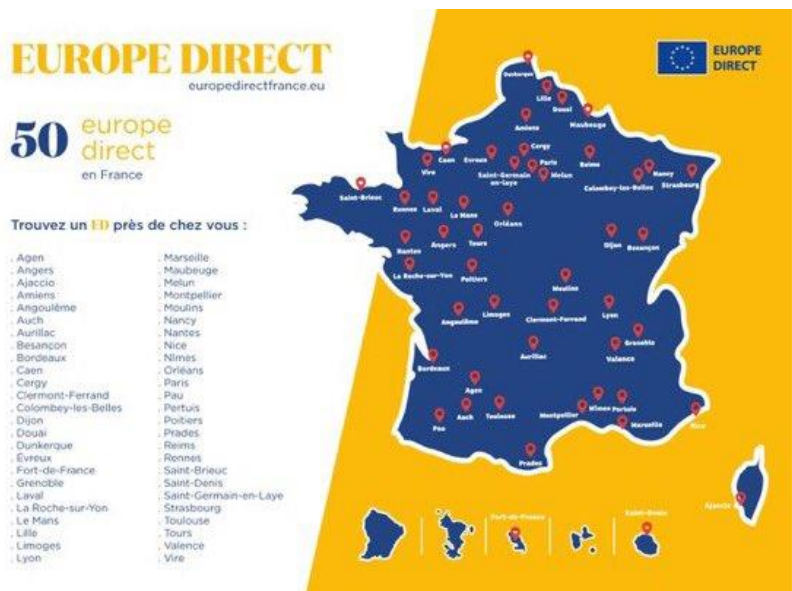 EUROPE DIRECT
europedirectfrance.eu
50 europe
direct
en France
Trouvez un ED près de chez vous :
. Agen
. Angers
. Ajaccio
. Amiens
. Angoulême
. Auch
. Aurillac
. Besançon
. Bordeaux
. Caen
. Cergy
. Clermont-Ferrand
. Colombey-les-Belles
. Dijon
. Douai
. Dunkerque
. Évreux
. Fort-de-France
. Grenoble
. Laval
. La Roche-sur-Yon
. Le Mans
. Lille
. Limoges
. Lyon
. Marseille
. Maubeuge
. Melun
. Montpellier
. Moulins
. Nancy
. Nantes
. Nice
. Nîmes
. Orléans
. Paris
. Pau
. Pertuis
. Poitiers
. Prades
. Reims
. Rennes
. Saint-Brieuc
. Saint-Denis
. Saint-Germain-en-Laye
. Strasbourg
. Toulouse
. Tours
. Valence
. Vire
EUROPE
DIRECT
Dunkerque
Lille
Douai
Maubeuge
Amiens
Cergy
Caen
Evreux
Paris
Reims
Vire
Saint-Germain
en-laye
Melun
Nancy
Colombey-les-Belles
Strasbourg
Saint-Brieuc
Rennes
Laval
Le Mans
Orléans
Nantes
Angers
Tours
Dijon
Besançon
La Roche-sur-Yon
Poitiers
Moulins
Angoulême
Limoges
Clermont-Ferrand
Lyon
Aurillac
Grenoble
Valance
Bordeaux
Agen
Pau
Auch
Toulouse
Montpellier
Nimes
Pertuis
Marseille
Nice
Prades
Ajaccio
Fort-de-France
Saint-Denis